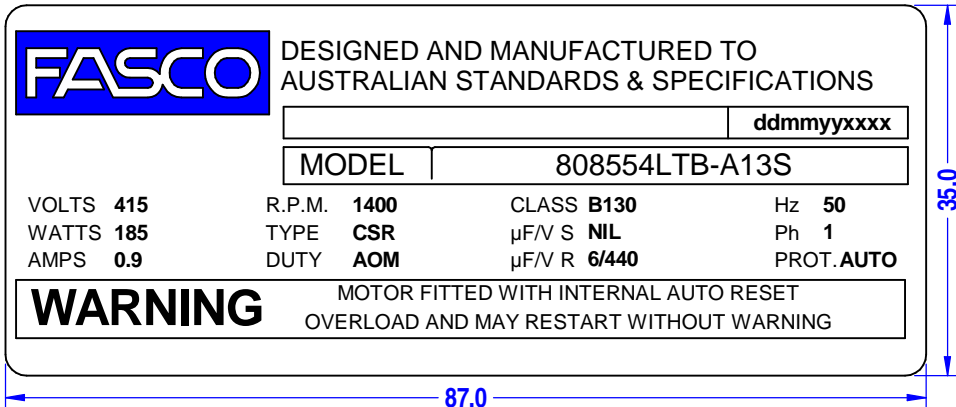 FASCO
DESIGNED AND MANUFACTURED TO
AUSTRALIAN STANDARDS & SPECIFICATIONS
ddmmyyxxxx
MODEL 808554LTB-A13S
VOLTS 415 R.P.M. 1400 CLASS B130 Hz 50
WATTS 185 TYPE CSR µF/V S NIL Ph 1
AMPS 0.9 DUTY AOM µF/V R 6/440 PROT. AUTO
WARNING
MOTOR FITTED WITH INTERNAL AUTO RESET
OVERLOAD AND MAY RESTART WITHOUT WARNING
35.0
87.0